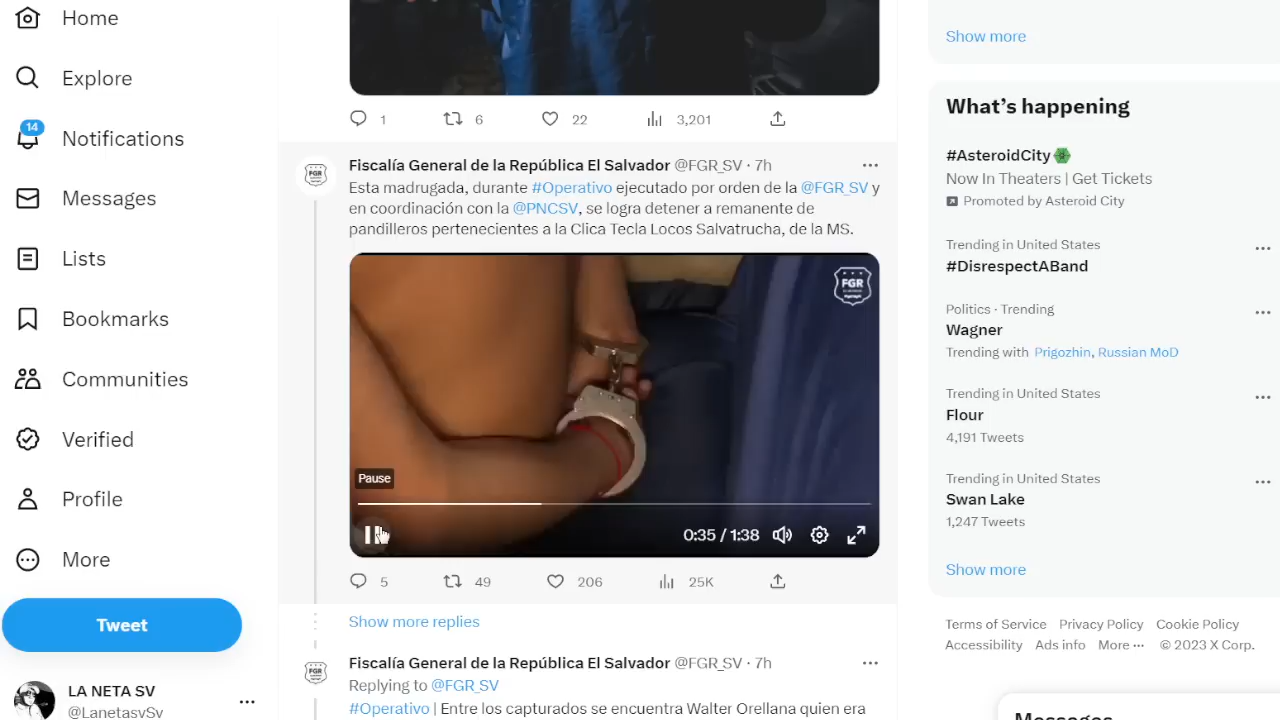 Home
Explore
14
Notifications
Messages
Lists
Bookmarks
Communities
Verified
Profile
More
Tweet
LA NETA SV
@LanetasvSv
1
6
22
3,201
Fiscalía General de la República El Salvador @FGR_SV · 7h
Esta madrugada, durante #Operativo ejecutado por orden de la @FGR_SV y
en coordinación con la @PNCSV, se logra detener a remanente de
pandilleros pertenecientes a la Clica Tecla Locos Salvatrucha, de la MS.
FGR
Pause
0:35 / 1:38
5
49
206
25K
Show more replies
Fiscalía General de la República El Salvador @FGR_SV · 7h
Replying to @FGR_SV
#Operativo | Entre los capturados se encuentra Walter Orellana quien era
Show more
What's happening
#AsteroidCity
Now In Theaters | Get Tickets
Promoted by Asteroid City
Trending in United States
#DisrespectABand
Politics · Trending
Wagner
Trending with Prigozhin, Russian MoD
Trending in United States
Flour
4,191 Tweets
Trending in United States
Swan Lake
1,247 Tweets
Show more
Terms of Service Privacy Policy Cookie Policy
Accessibility Ads info More ··· © 2023 X Corp.
Messages